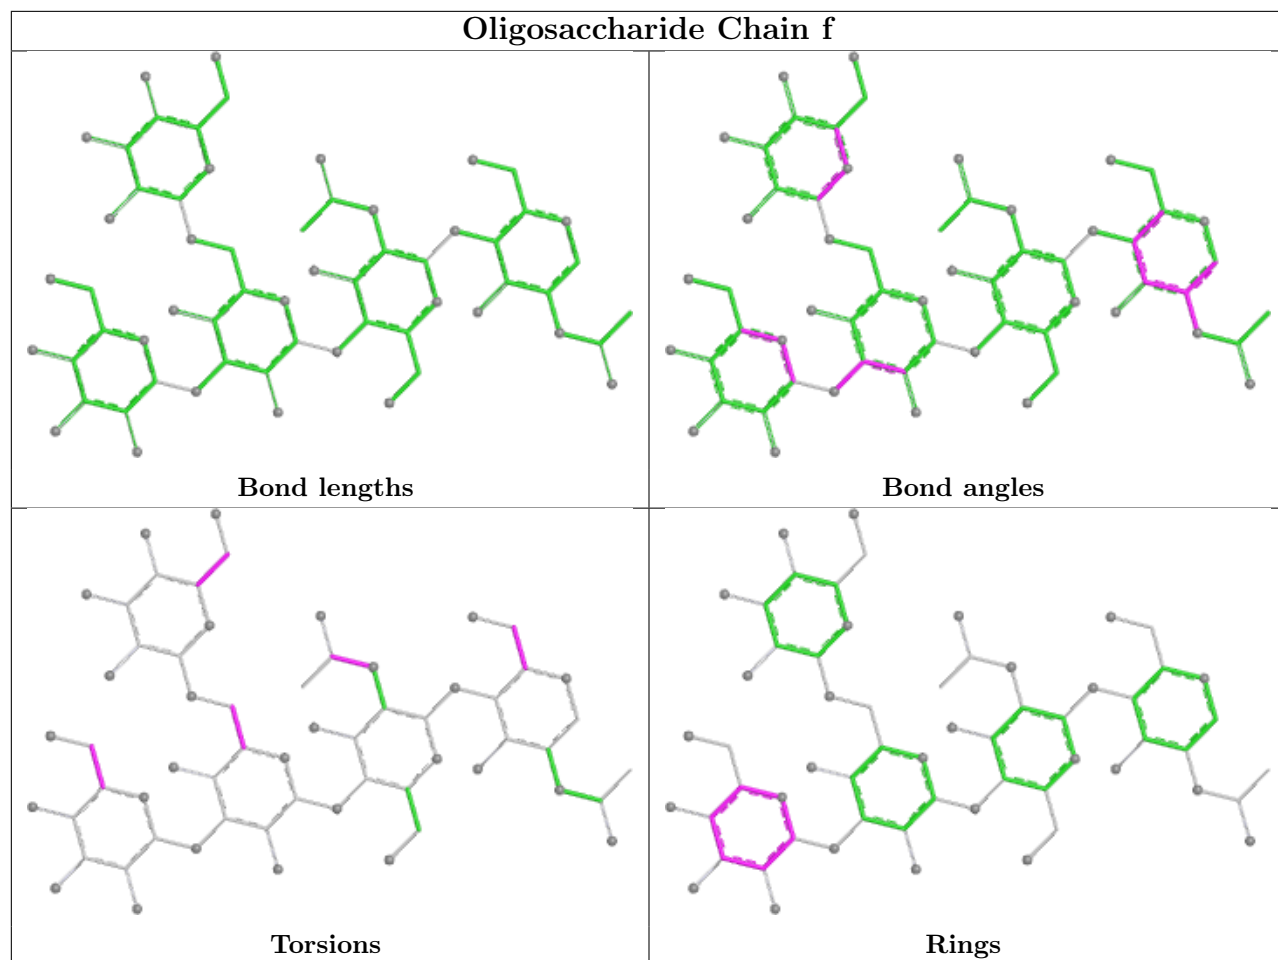 Oligosaccharide Chain f
Bond lengths
Bond angles
Torsions
Rings